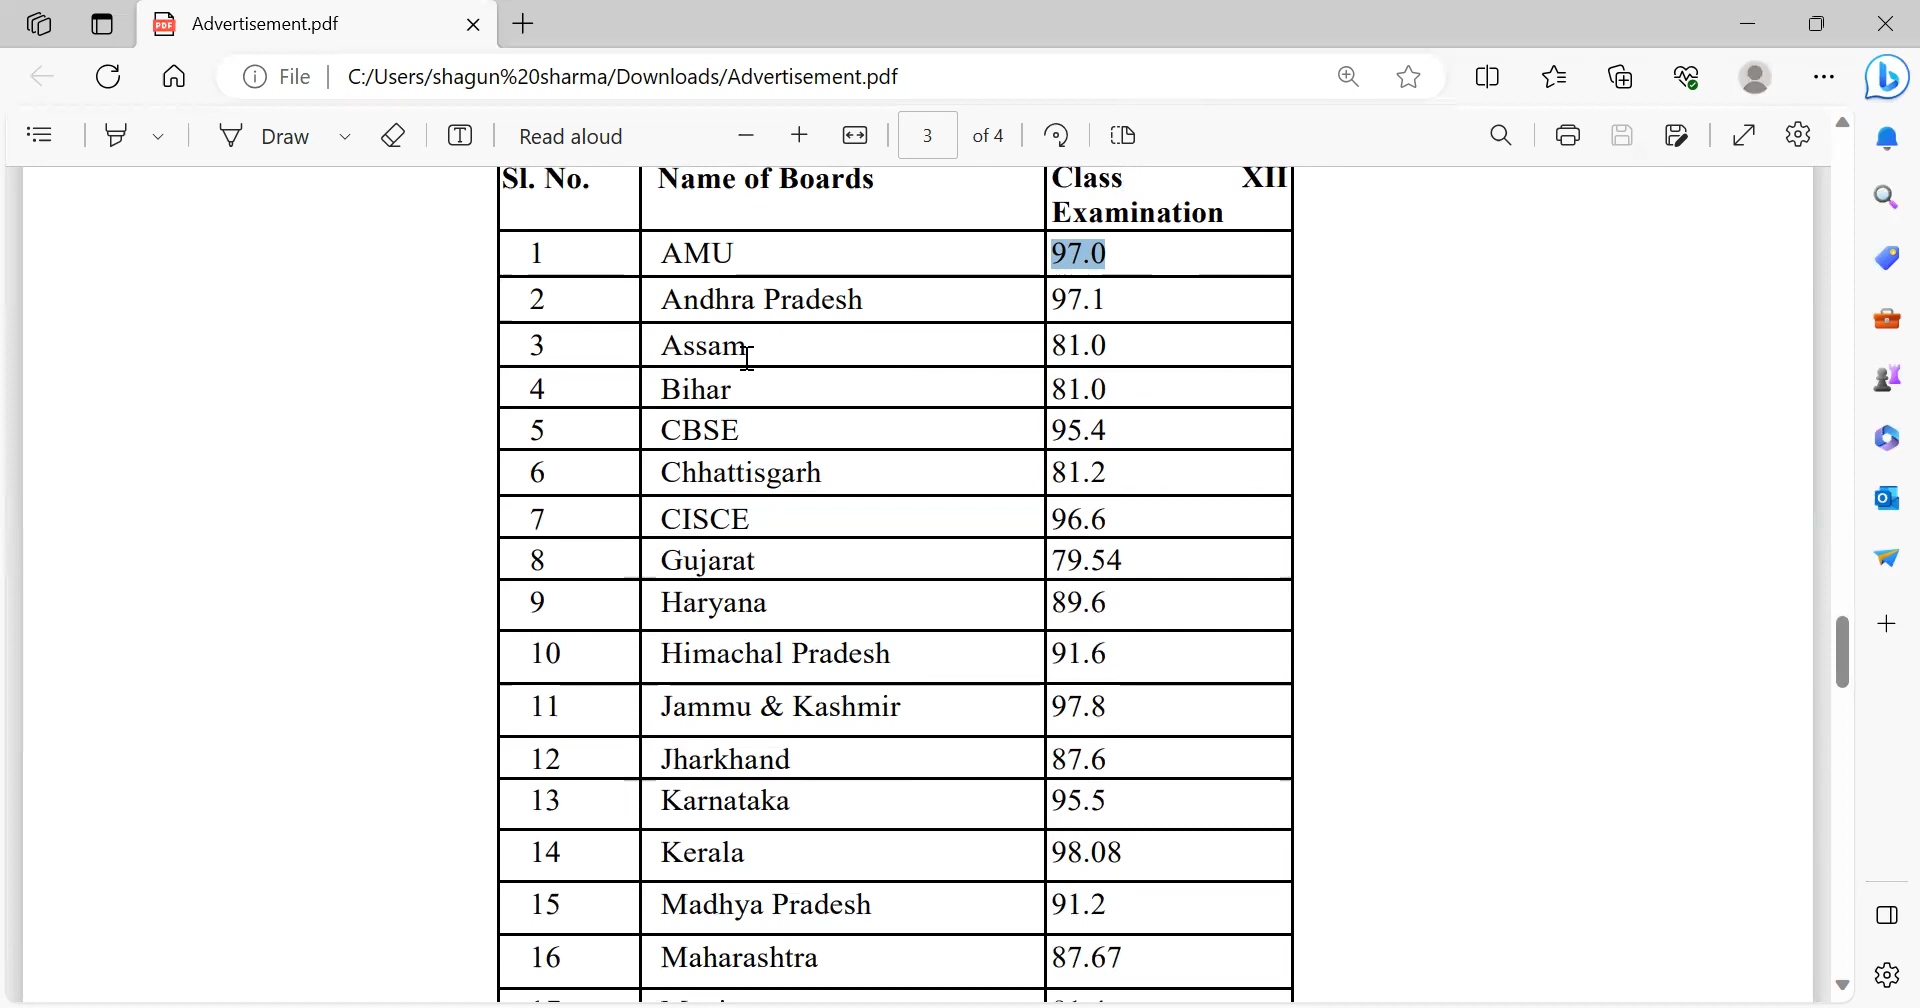 Advertisement.pdf
File C:/Users/shagun%20sharma/Downloads/Advertisement.pdf
Draw Read aloud 3 of 4
Sl. No. Name of Boards Class XII
Examination
1 AMU 97.0
2 Andhra Pradesh 97.1
3 Assam 81.0
4 Bihar 81.0
5 CBSE 95.4
6 Chhattisgarh 81.2
7 CISCE 96.6
8 Gujarat 79.54
9 Haryana 89.6
10 Himachal Pradesh 91.6
11 Jammu & Kashmir 97.8
12 Jharkhand 87.6
13 Karnataka 95.5
14 Kerala 98.08
15 Madhya Pradesh 91.2
16 Maharashtra 87.67